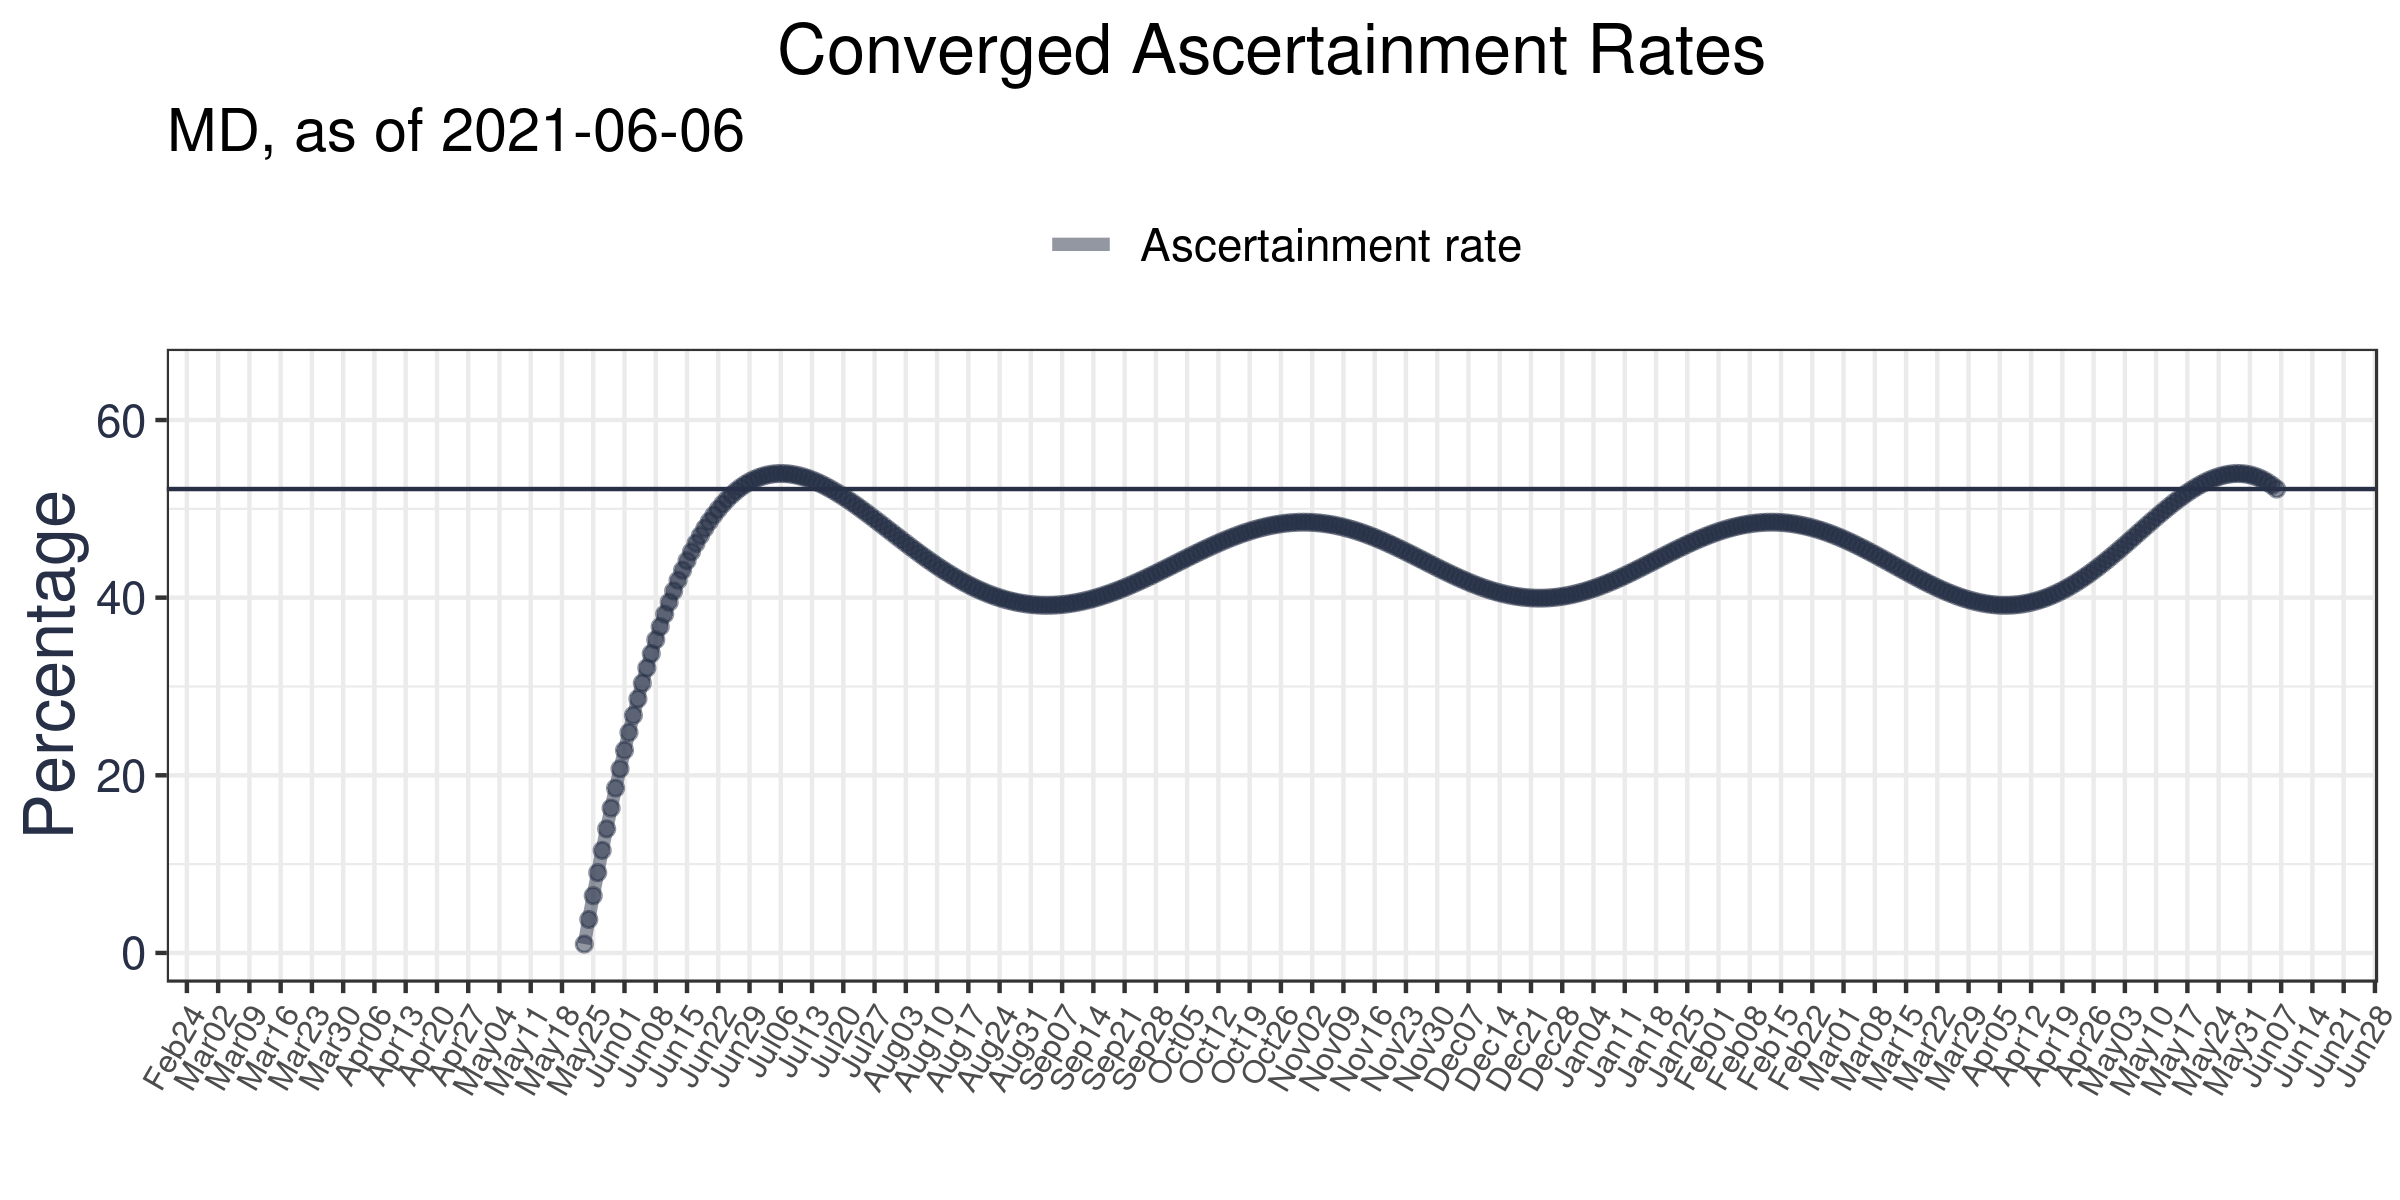 Converged Ascertainment Rates
MD, as of 2021-06-06
Ascertainment rate
Percentage
60
40
20
0
Feb24
Mar02
Mar09
Mar16
Mar23
Mar30
Apr06
Apr13
Apr20
Apr27
May04
May11
May18
May25
Jun01
Jun08
Jun15
Jun22
Jun29
Jul06
Jul13
Jul20
Jul27
Aug03
Aug10
Aug17
Aug24
Aug31
Sep07
Sep14
Sep21
Sep28
Oct05
Oct12
Oct19
Oct26
Nov02
Nov09
Nov16
Nov23
Nov30
Dec07
Dec14
Dec21
Dec28
Jan04
Jan11
Jan18
Jan25
Feb01
Feb08
Feb15
Feb22
Mar01
Mar08
Mar15
Mar22
Mar29
Apr05
Apr12
Apr19
Apr26
May03
May10
May17
May24
May31
Jun07
Jun14
Jun21
Jun28